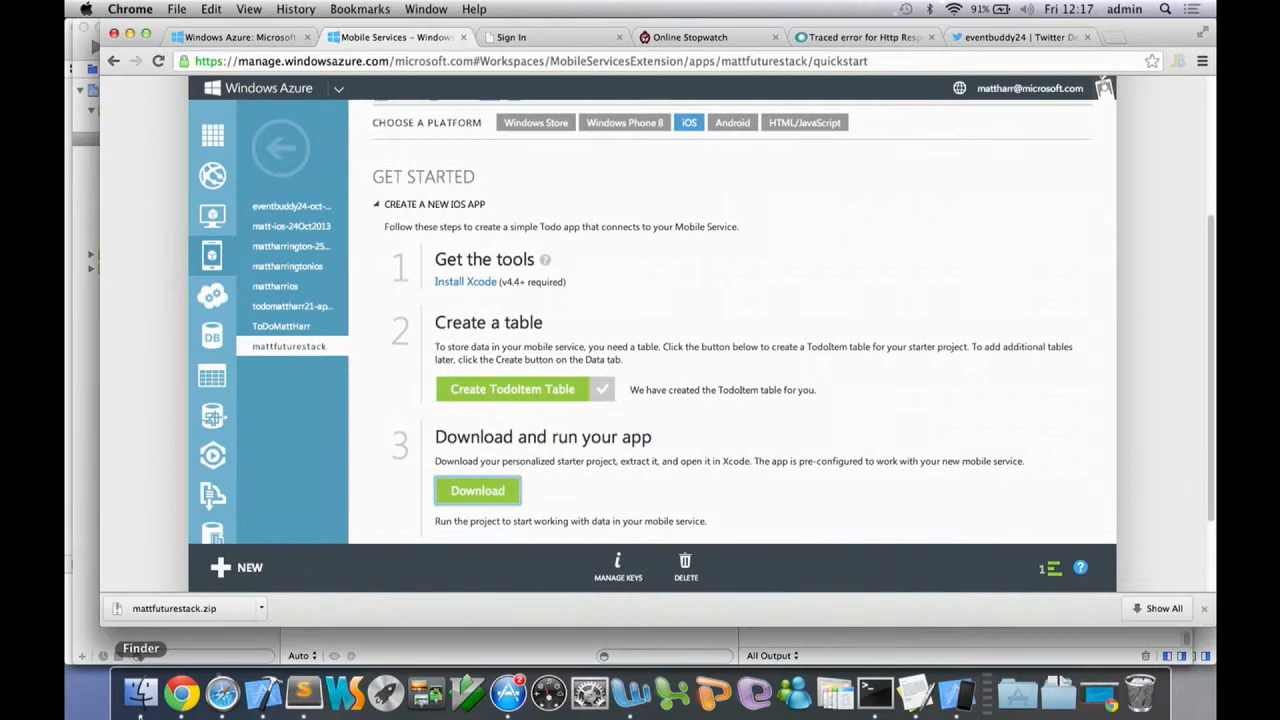 Chrome File Edit View History Bookmarks Window Help 91% Fri 12:17 admin
Windows Azure: Microsoft × Mobile Services – Windows × Sign In × Online Stopwatch × Traced error for Http Resp × eventbuddy24 | Twitter De ×
https://manage.windowsazure.com/microsoft.com#Workspaces/MobileServicesExtension/apps/mattfuturestack/quickstart
Windows Azure mattharr@microsoft.com
CHOOSE A PLATFORM Windows Store Windows Phone 8 iOS Android HTML/JavaScript
GET STARTED
CREATE A NEW IOS APP
Follow these steps to create a simple Todo app that connects to your Mobile Service.
eventbuddy24-oct-...
matt-ios-24Oct2013
mattharrington-25...
mattharringtonios
mattharrios
todomattharr21-ap...
ToDoMattHarr
mattfuturestack
DB
1 Get the tools ?
Install Xcode (v4.4+ required)
2 Create a table
To store data in your mobile service, you need a table. Click the button below to create a TodoItem table for your starter project. To add additional tables
later, click the Create button on the Data tab.
Create TodoItem Table We have created the TodoItem table for you.
3 Download and run your app
Download your personalized starter project, extract it, and open it in Xcode. The app is pre-configured to work with your new mobile service.
Download
Run the project to start working with data in your mobile service.
NEW MANAGE KEYS DELETE 1 ?
mattfuturestack.zip Show All
Finder
Auto All Output